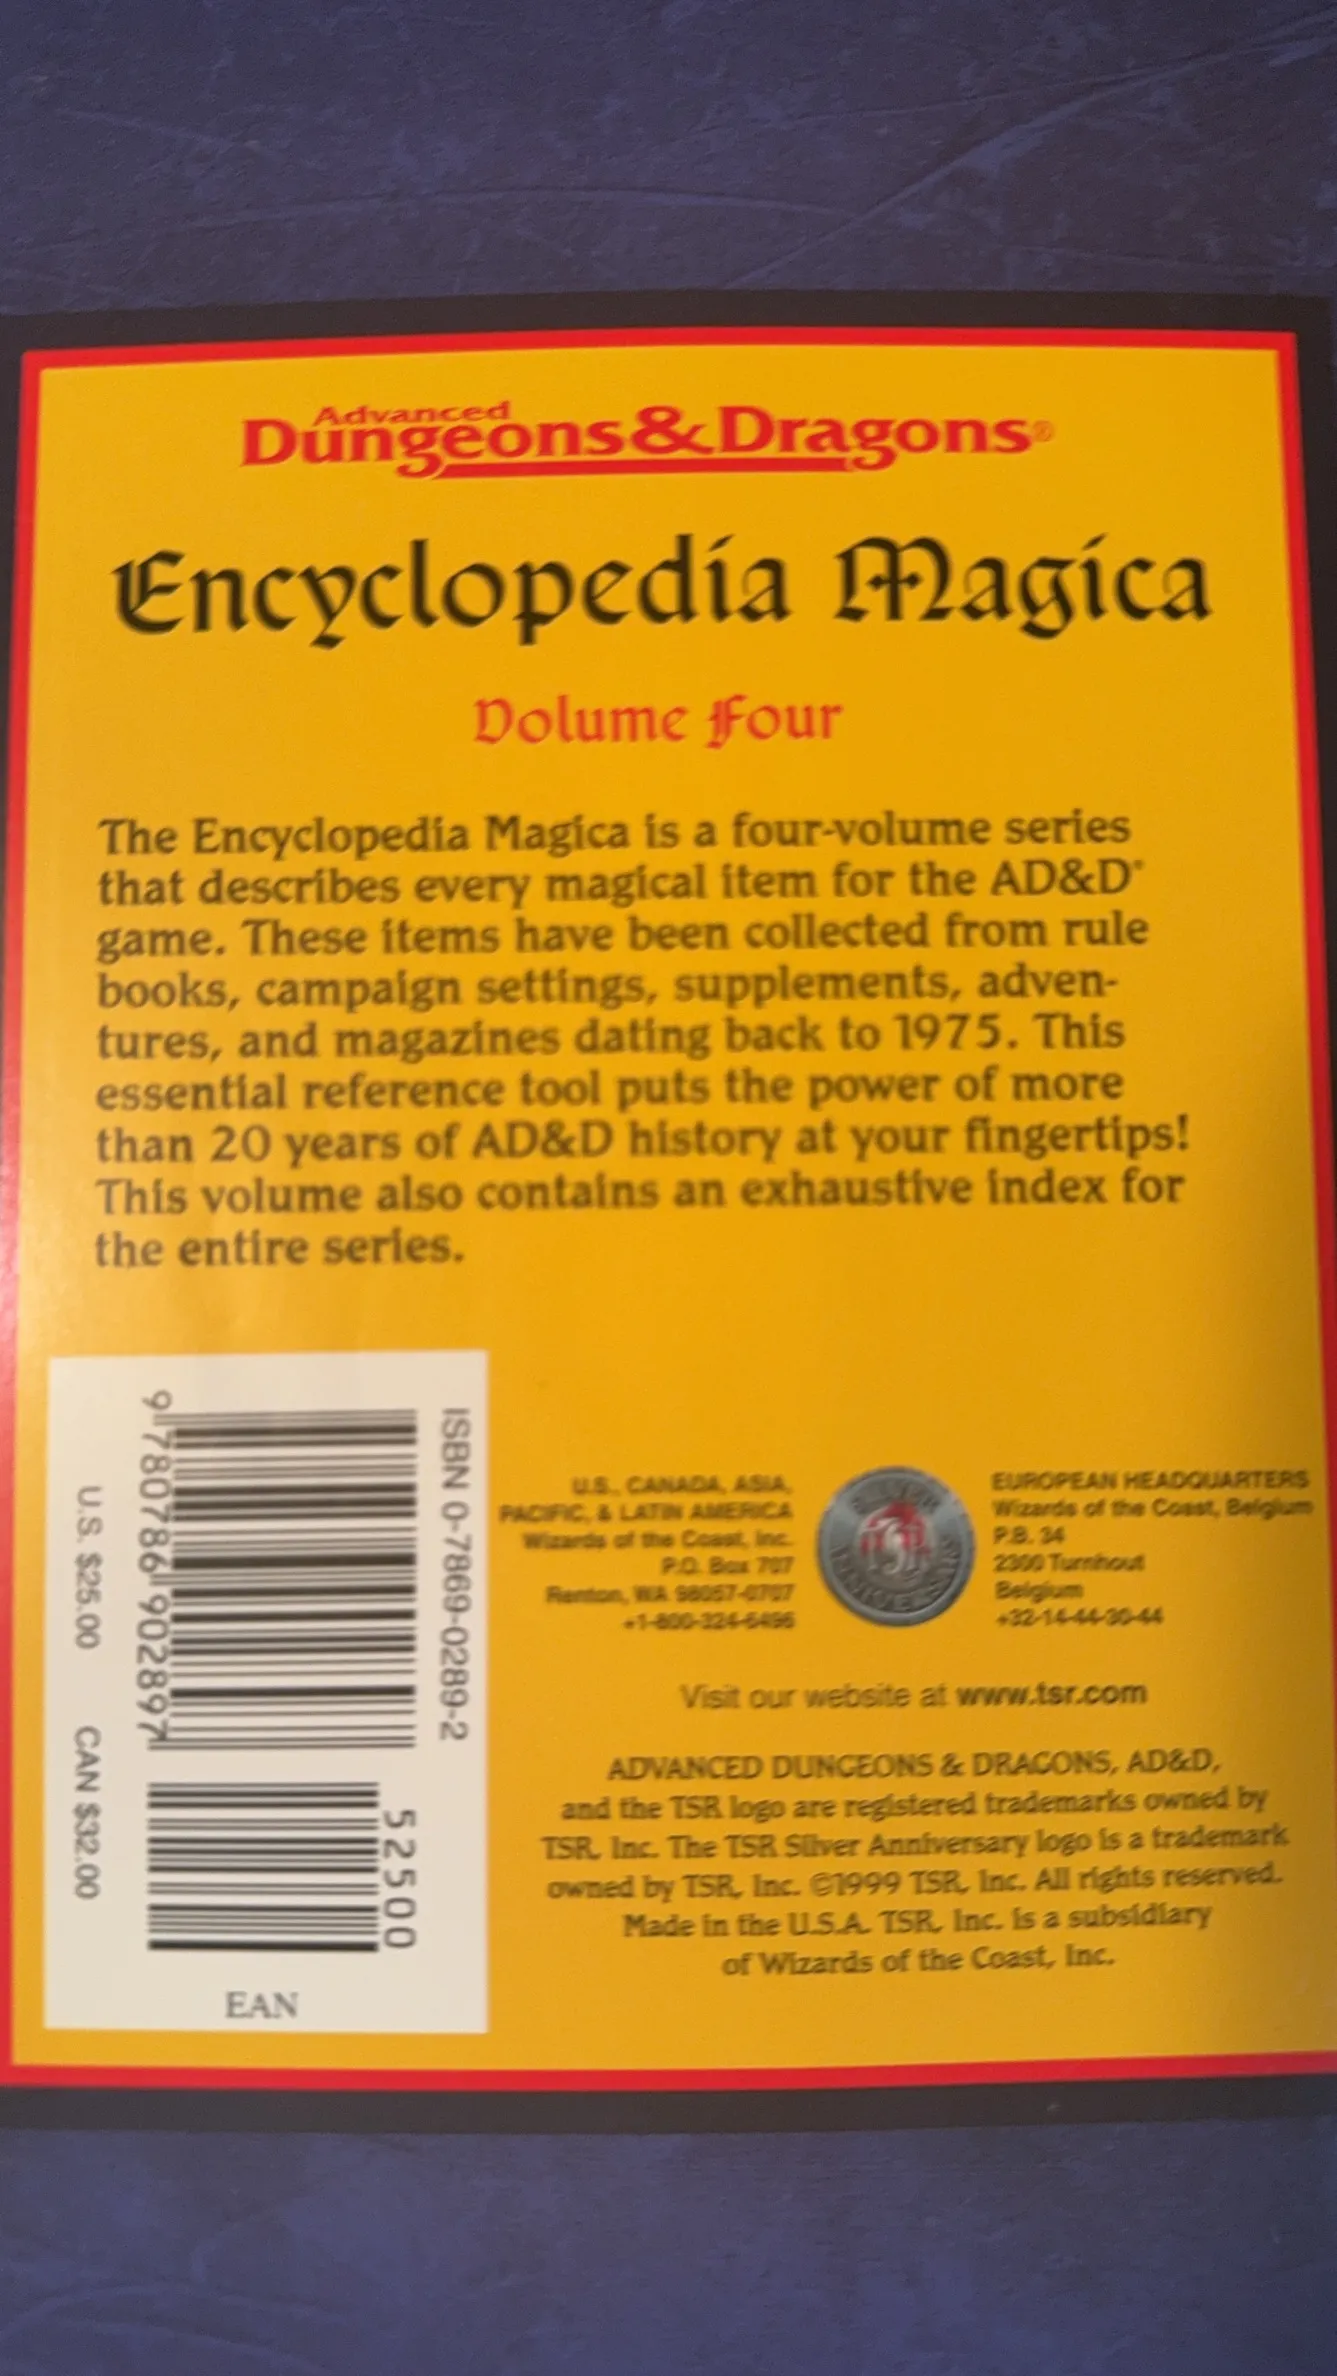 Advanced
Dungeons & Dragons®
Encyclopedia Magica
Volume Four
The Encyclopedia Magica is a four-volume series
that describes every magical item for the AD&D®
game. These items have been collected from rule
books, campaign settings, supplements, adven-
tures, and magazines dating back to 1975. This
essential reference tool puts the power of more
than 20 years of AD&D history at your fingertips!
This volume also contains an exhaustive index for
the entire series.
ISBN 0-7869-0289-2
9 780786 902897
52500
U.S. $25.00 CAN $32.00
EAN
U.S., CANADA, ASIA,
PACIFIC, & LATIN AMERICA
Wizards of the Coast, Inc.
P.O. Box 707
Renton, WA 98057-0707
+1-800-324-6496
TSR
EUROPEAN HEADQUARTERS
Wizards of the Coast, Belgium
P.B. 34
2300 Turnhout
Belgium
+32-14-44-30-44
Visit our website at www.tsr.com
ADVANCED DUNGEONS & DRAGONS, AD&D,
and the TSR logo are registered trademarks owned by
TSR, Inc. The TSR Silver Anniversary logo is a trademark
owned by TSR, Inc. ©1999 TSR, Inc. All rights reserved.
Made in the U.S.A. TSR, Inc. is a subsidiary
of Wizards of the Coast, Inc.